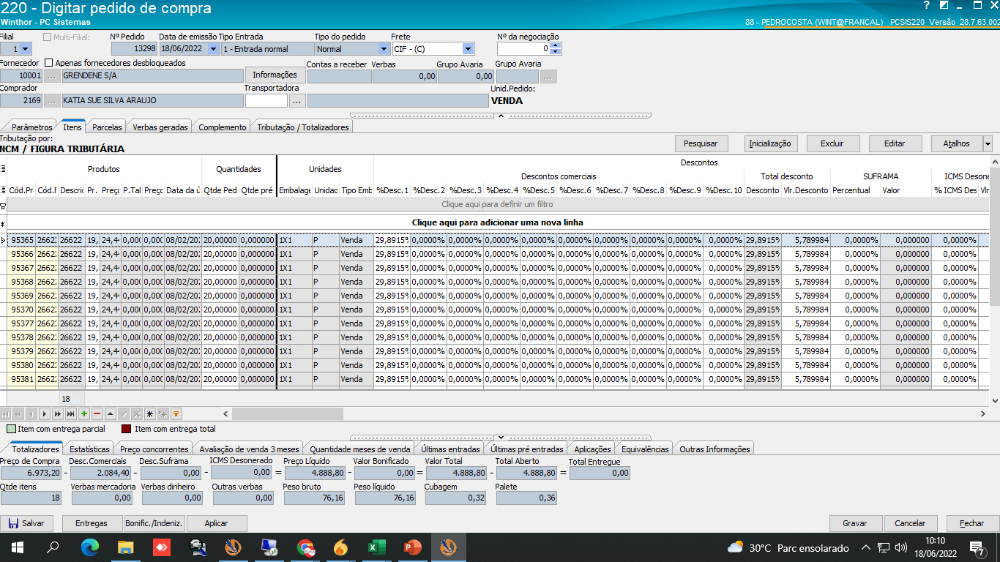 220 - Digitar pedido de compra
Winthor - PC Sistemas
88 - PEDROCOSTA (WINT@FRANCAL) PCSIS220 Versão 28.7.63.002
Filial Multi-Filial: Nº Pedido Data de emissão Tipo Entrada Tipo do pedido Frete Nº da negociação
1 13298 18/06/2022 1 - Entrada normal Normal CIF - (C) 0
Fornecedor Apenas fornecedores desbloqueados Contas a receber Verbas Grupo Avaria Grupo Avaria
10001 ... GRENDENE S/A Informações 0,00 0,00 ...
Comprador Transportadora Unid.Pedido:
2169 ... KATIA SUE SILVA ARAUJO ... VENDA
Parâmetros Itens Parcelas Verbas geradas Complemento Tributação / Totalizadores
Tributação por:
NCM / FIGURA TRIBUTÁRIA
Pesquisar Inicialização Excluir Editar Atalhos
Descontos
Produtos Quantidades Unidades
Descontos comerciais Total desconto SUFRAMA ICMS Desone
Cód.Pr Cód.F Descric Pr. Preço P.Tal Preço Data da ú Qtde Ped Qtde pré Embalage Unidad Tipo Emb %Desc.1 %Desc.2 %Desc.3 %Desc.4 %Desc.5 %Desc.6 %Desc.7 %Desc.8 %Desc.9 %Desc.10 Desconto Vlr.Desconto Percentual Valor % ICMS Des Vlr
Clique aqui para definir um filtro
Clique aqui para adicionar uma nova linha
95365 2662 26622 19, 24,4 0,000 0,000 08/02/202 20,00000 0,000000 1X1 P Venda 29,8915% 0,0000% 0,0000% 0,0000% 0,0000% 0,0000% 0,0000% 0,0000% 0,0000% 0,0000% 29,8915% 5,789984 0,0000% 0,000000 0,0000%
95366 2662 26622 19, 24,4 0,000 0,000 08/02/202 20,00000 0,000000 1X1 P Venda 29,8915% 0,0000% 0,0000% 0,0000% 0,0000% 0,0000% 0,0000% 0,0000% 0,0000% 0,0000% 29,8915% 5,789984 0,0000% 0,000000 0,0000%
95367 2662 26622 19, 24,4 0,000 0,000 08/02/202 20,00000 0,000000 1X1 P Venda 29,8915% 0,0000% 0,0000% 0,0000% 0,0000% 0,0000% 0,0000% 0,0000% 0,0000% 0,0000% 29,8915% 5,789984 0,0000% 0,000000 0,0000%
95368 2662 26622 19, 24,4 0,000 0,000 08/02/202 20,00000 0,000000 1X1 P Venda 29,8915% 0,0000% 0,0000% 0,0000% 0,0000% 0,0000% 0,0000% 0,0000% 0,0000% 0,0000% 29,8915% 5,789984 0,0000% 0,000000 0,0000%
95369 2662 26622 19, 24,4 0,000 0,000 08/02/202 20,00000 0,000000 1X1 P Venda 29,8915% 0,0000% 0,0000% 0,0000% 0,0000% 0,0000% 0,0000% 0,0000% 0,0000% 0,0000% 29,8915% 5,789984 0,0000% 0,000000 0,0000%
95370 2662 26622 19, 24,4 0,000 0,000 08/02/202 20,00000 0,000000 1X1 P Venda 29,8915% 0,0000% 0,0000% 0,0000% 0,0000% 0,0000% 0,0000% 0,0000% 0,0000% 0,0000% 29,8915% 5,789984 0,0000% 0,000000 0,0000%
95377 2662 26622 19, 24,4 0,000 0,000 08/02/202 20,00000 0,000000 1X1 P Venda 29,8915% 0,0000% 0,0000% 0,0000% 0,0000% 0,0000% 0,0000% 0,0000% 0,0000% 0,0000% 29,8915% 5,789984 0,0000% 0,000000 0,0000%
95378 2662 26622 19, 24,4 0,000 0,000 08/02/202 20,00000 0,000000 1X1 P Venda 29,8915% 0,0000% 0,0000% 0,0000% 0,0000% 0,0000% 0,0000% 0,0000% 0,0000% 0,0000% 29,8915% 5,789984 0,0000% 0,000000 0,0000%
95379 2662 26622 19, 24,4 0,000 0,000 08/02/202 20,00000 0,000000 1X1 P Venda 29,8915% 0,0000% 0,0000% 0,0000% 0,0000% 0,0000% 0,0000% 0,0000% 0,0000% 0,0000% 29,8915% 5,789984 0,0000% 0,000000 0,0000%
95380 2662 26622 19, 24,4 0,000 0,000 08/02/202 20,00000 0,000000 1X1 P Venda 29,8915% 0,0000% 0,0000% 0,0000% 0,0000% 0,0000% 0,0000% 0,0000% 0,0000% 0,0000% 29,8915% 5,789984 0,0000% 0,000000 0,0000%
95381 2662 26622 19, 24,4 0,000 0,000 08/02/202 20,00000 0,000000 1X1 P Venda 29,8915% 0,0000% 0,0000% 0,0000% 0,0000% 0,0000% 0,0000% 0,0000% 0,0000% 0,0000% 29,8915% 5,789984 0,0000% 0,000000 0,0000%
18
Item com entrega parcial Item com entrega total
Totalizadores Estatísticas Preço concorrentes Avaliação de venda 3 meses Quantidade meses de venda Últimas entradas Últimas pré entradas Aplicações Equivalências Outras Informações
Preço de Compra Desc.Comerciais Desc.Suframa ICMS Desonerado Preço Líquido Valor Bonificado Valor Total Total Aberto Total Entregue
6.973,20 - 2.084,40 - 0,00 - 0,00 = 4.888,80 - 0,00 = 4.888,80 - 4.888,80 = 0,00
Qtde itens Verbas mercadoria Verbas dinheiro Outras verbas Peso bruto Peso líquido Cubagem Palete
18 0,00 0,00 0,00 76,16 76,16 0,32 0,36
Salvar Entregas Bonific./Indeniz. Aplicar Gravar Cancelar Fechar
30°C Parc ensolarado 10:10
18/06/2022 7